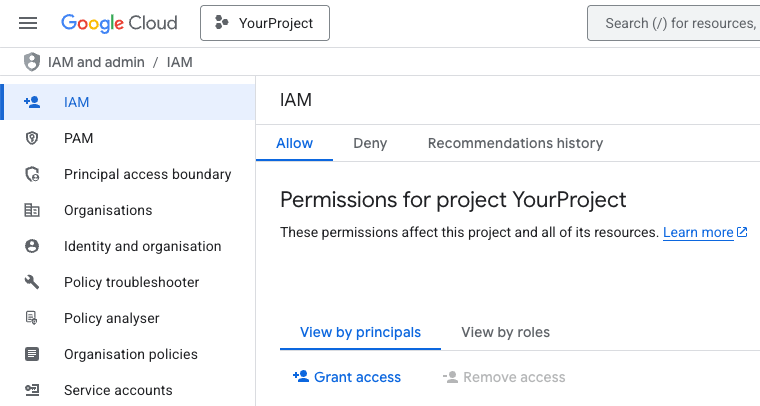 Google Cloud YourProject Search (/) for resources,
IAM and admin / IAM
IAM
PAM
Principal access boundary
Organisations
Identity and organisation
Policy troubleshooter
Policy analyser
Organisation policies
Service accounts
IAM
Allow Deny Recommendations history
Permissions for project YourProject
These permissions affect this project and all of its resources. Learn more
View by principals View by roles
Grant access Remove access